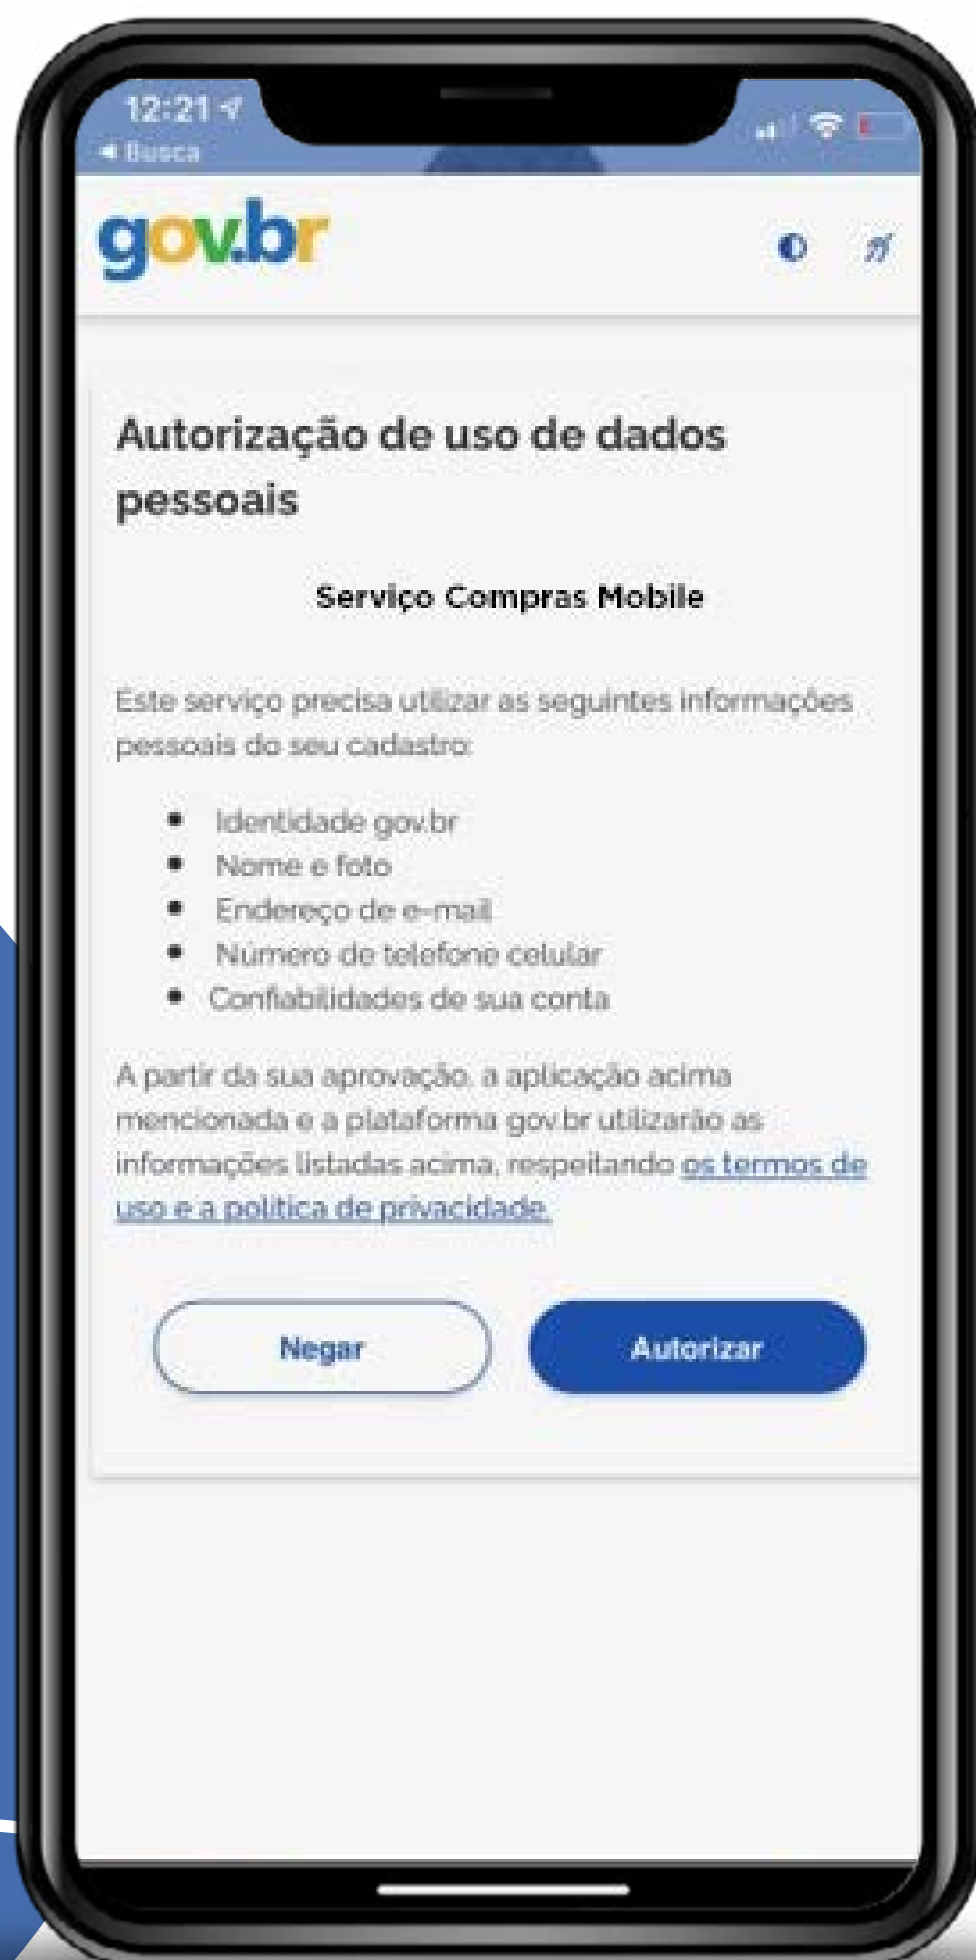 12:21
◀ Busca
gov.br
Autorização de uso de dados
pessoais
Serviço Compras Mobile
Este serviço precisa utilizar as seguintes informações
pessoais do seu cadastro:
• Identidade gov.br
• Nome e foto
• Endereço de e-mail
• Número de telefone celular
• Confiabilidades de sua conta
A partir da sua aprovação, a aplicação acima
mencionada e a plataforma gov.br utilizarão as
informações listadas acima, respeitando os termos de
uso e a política de privacidade.
Negar
Autorizar